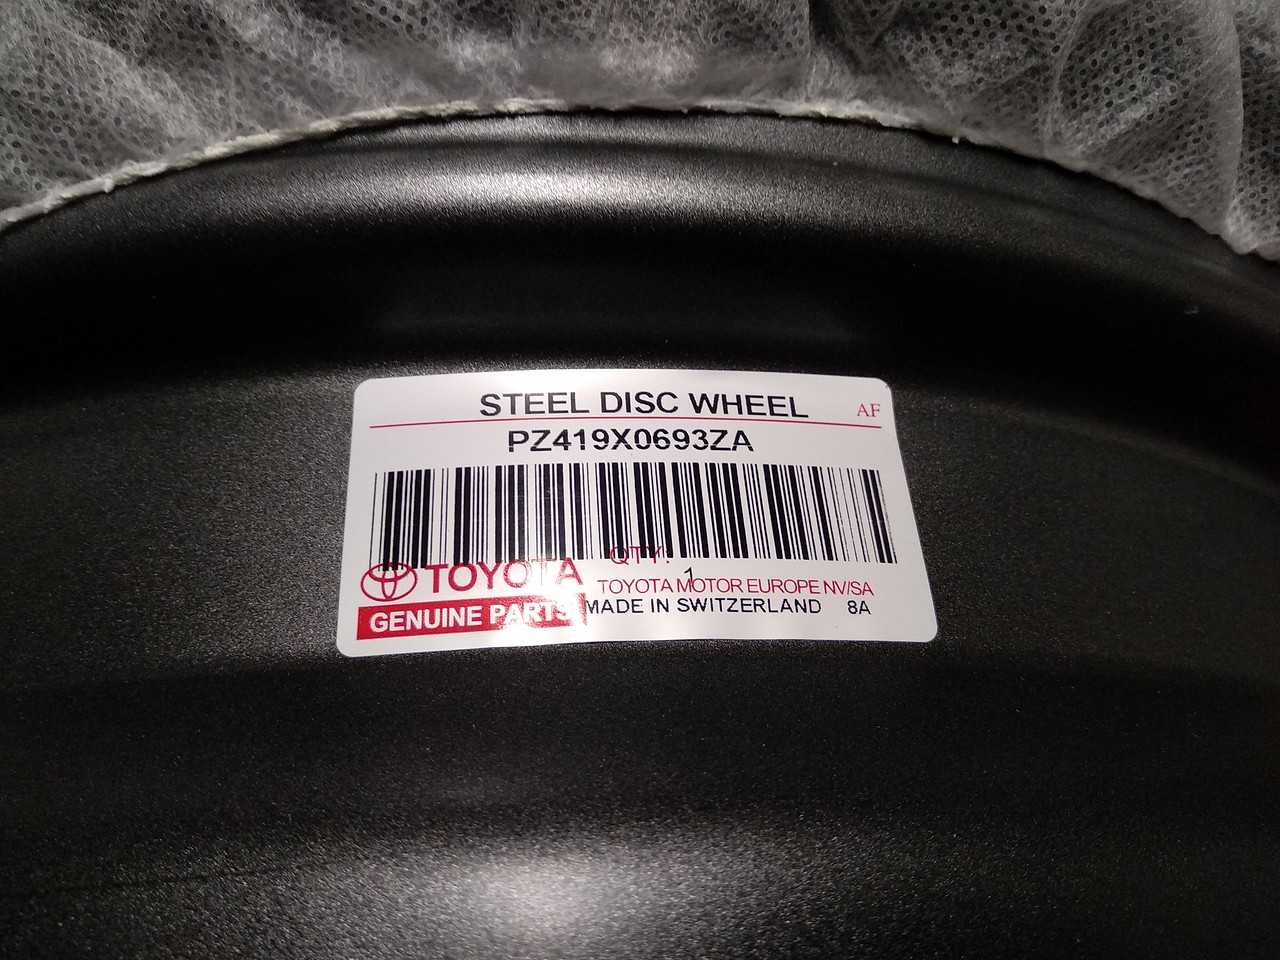 STEEL DISC WHEEL AF
PZ419X0693ZA
QTY:
1
TOYOTA
GENUINE PARTS
TOYOTA MOTOR EUROPE NV/SA
MADE IN SWITZERLAND 8A